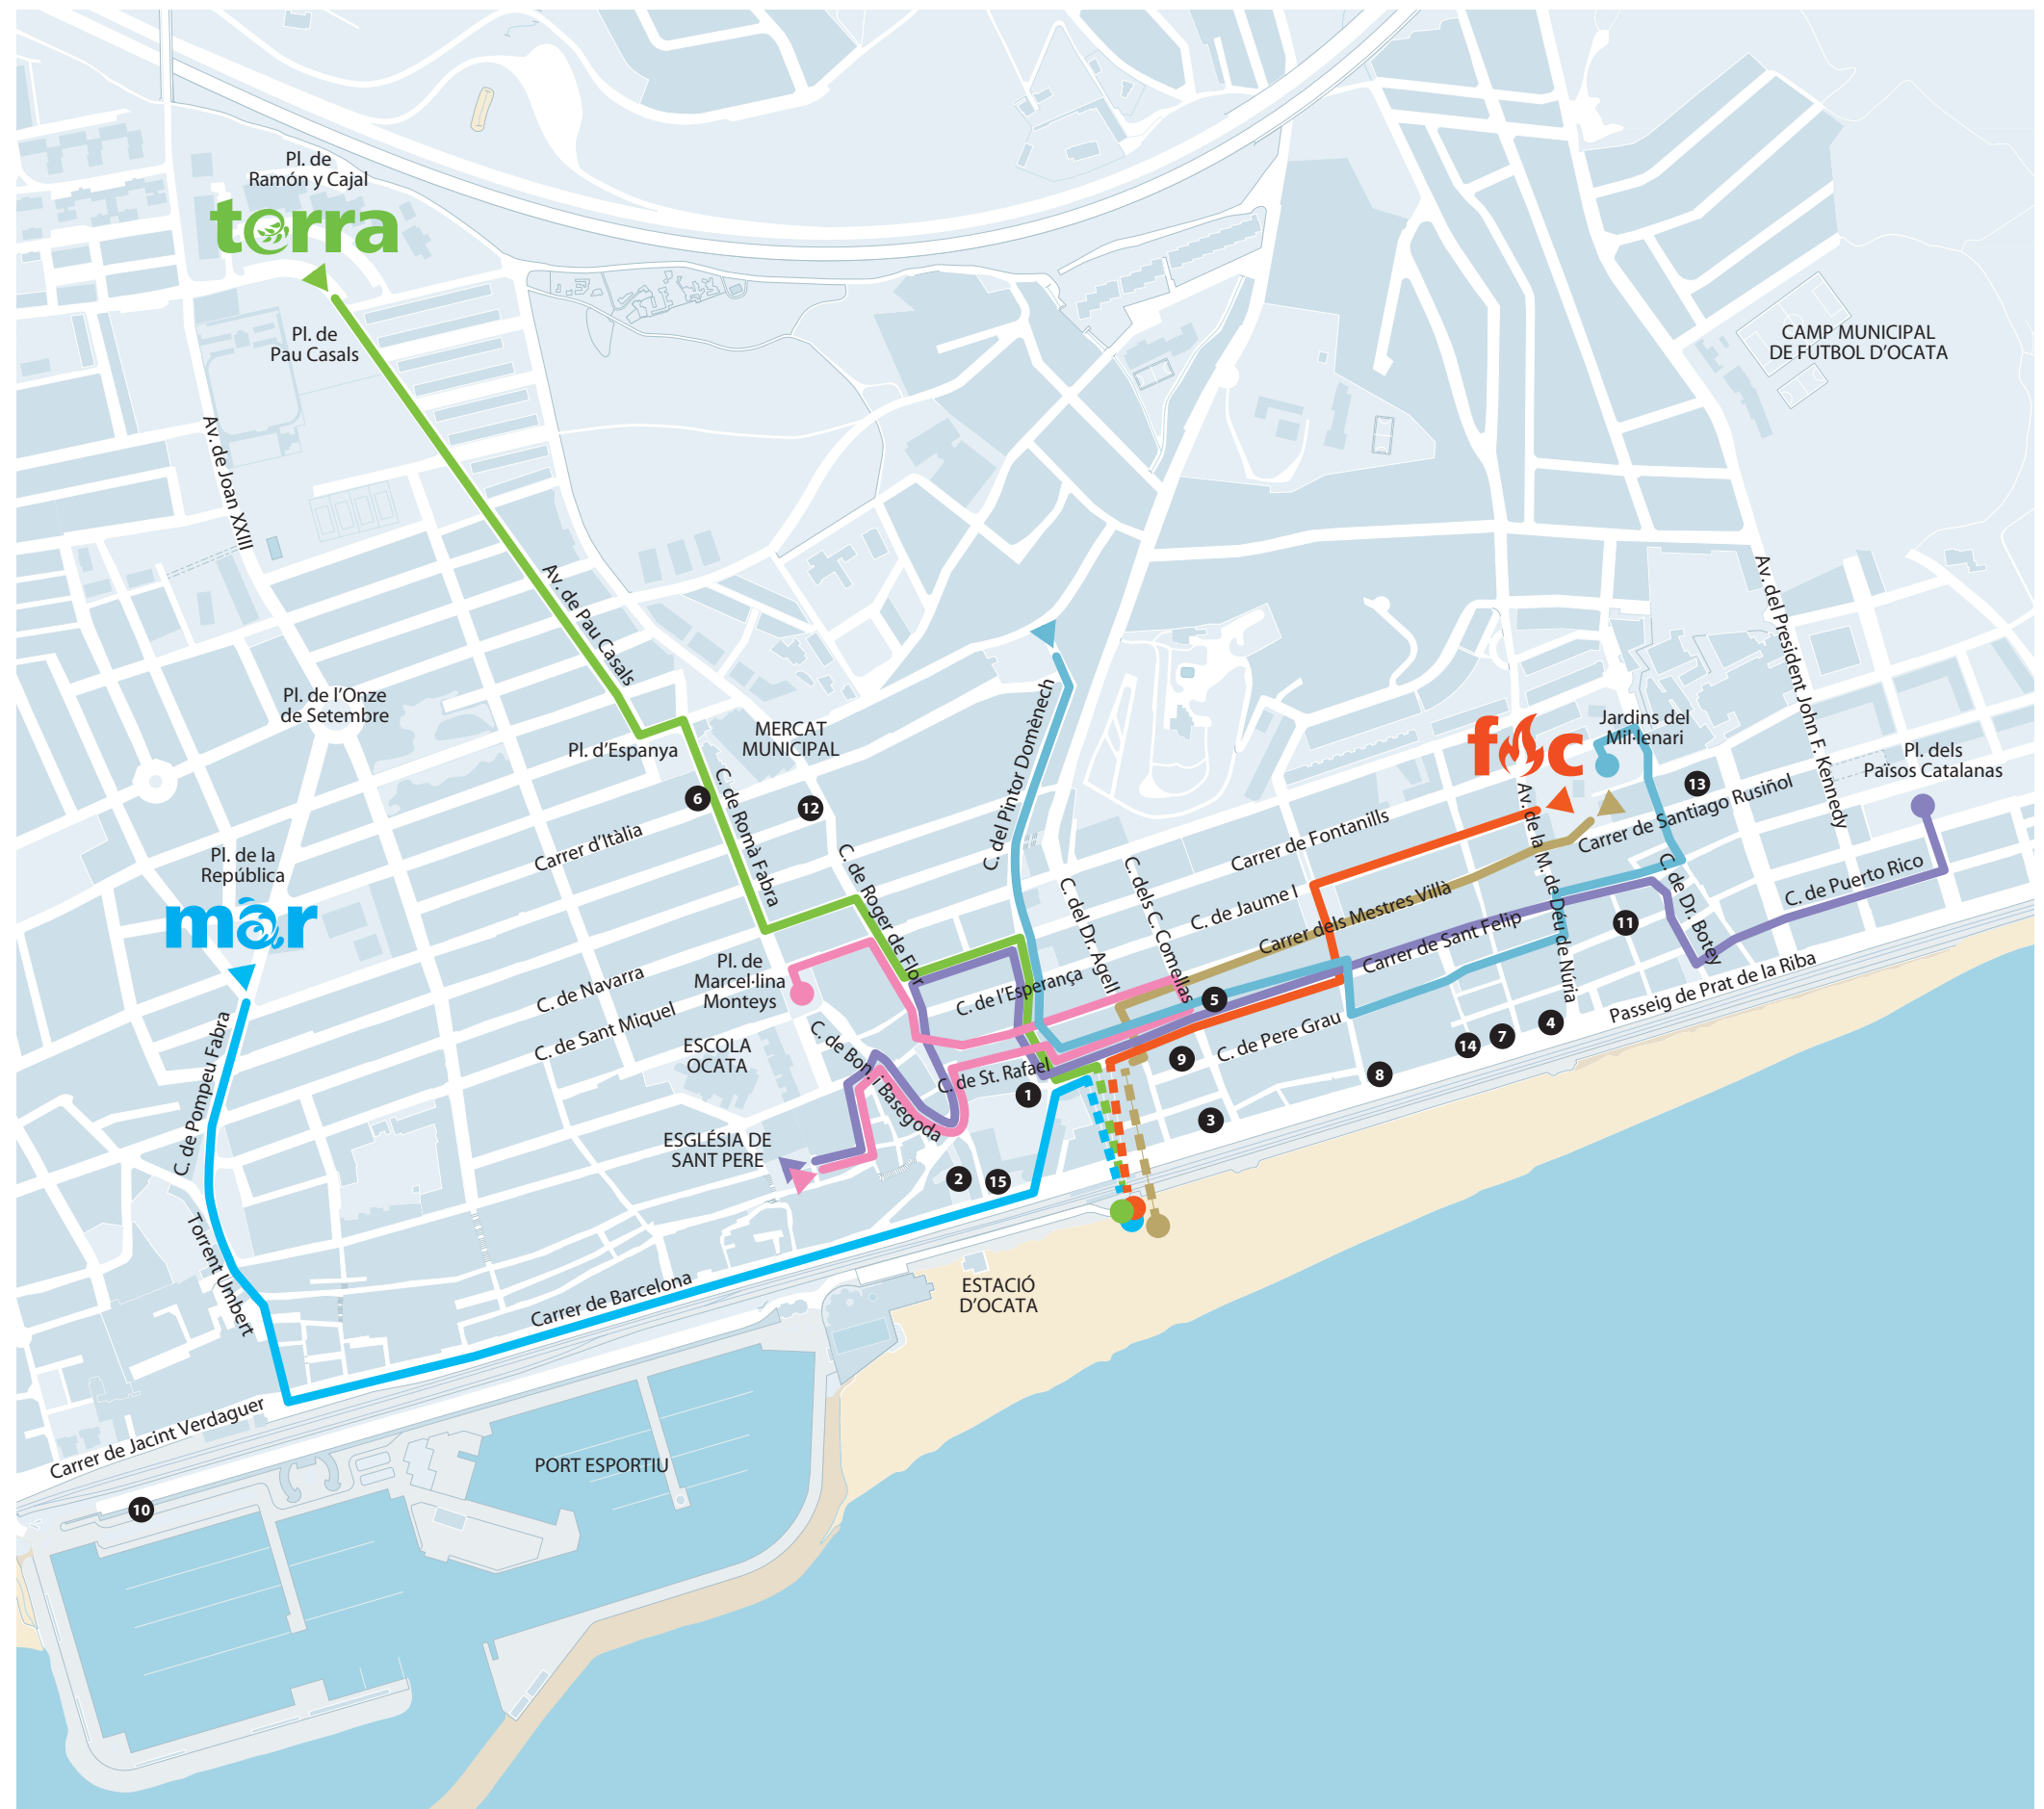 Pl. de
Ramón y Cajal
terra
Pl. de
Pau Casals
CAMP MUNICIPAL
DE FUTBOL D'OCATA
Av. de Joan XXIII
Av. de Pau Casals
Av. del President John F. Kennedy
Pl. de l'Onze
de Setembre
Pl. d'Espanya
MERCAT
MUNICIPAL
C. del Pintor Domènech
foc
Jardins del
Mil·lenari
Pl. dels
Països Catalanas
6
12
13
C. de Romà Fabra
Av. de la M. de Déu de Núria
Carrer de Santiago Rusiñol
Carrer d'Itàlia
Carrer de Fontanills
Pl. de la
República
mar
C. de Roger de Flor
C. del Dr. Agell
C. dels C. Comellas
C. de Jaume I
Carrer dels Mestres Villà
Carrer de Sant Felip
C. de Dr. Botey
C. de Puerto Rico
11
Pl. de
Marcel·lina
Monteys
C. de Navarra
C. de l'Esperança
5
Passeig de Prat de la Riba
C. de Sant Miquel
C. de Pompeu Fabra
ESCOLA
OCATA
C. de Bon. i Basegoda
C. de St. Rafael
C. de Pere Grau
9
14
7
4
8
1
3
ESGLÉSIA DE
SANT PERE
2
15
Torrent Umbert
Carrer de Barcelona
ESTACIÓ
D'OCATA
Carrer de Jacint Verdaguer
PORT ESPORTIU
10